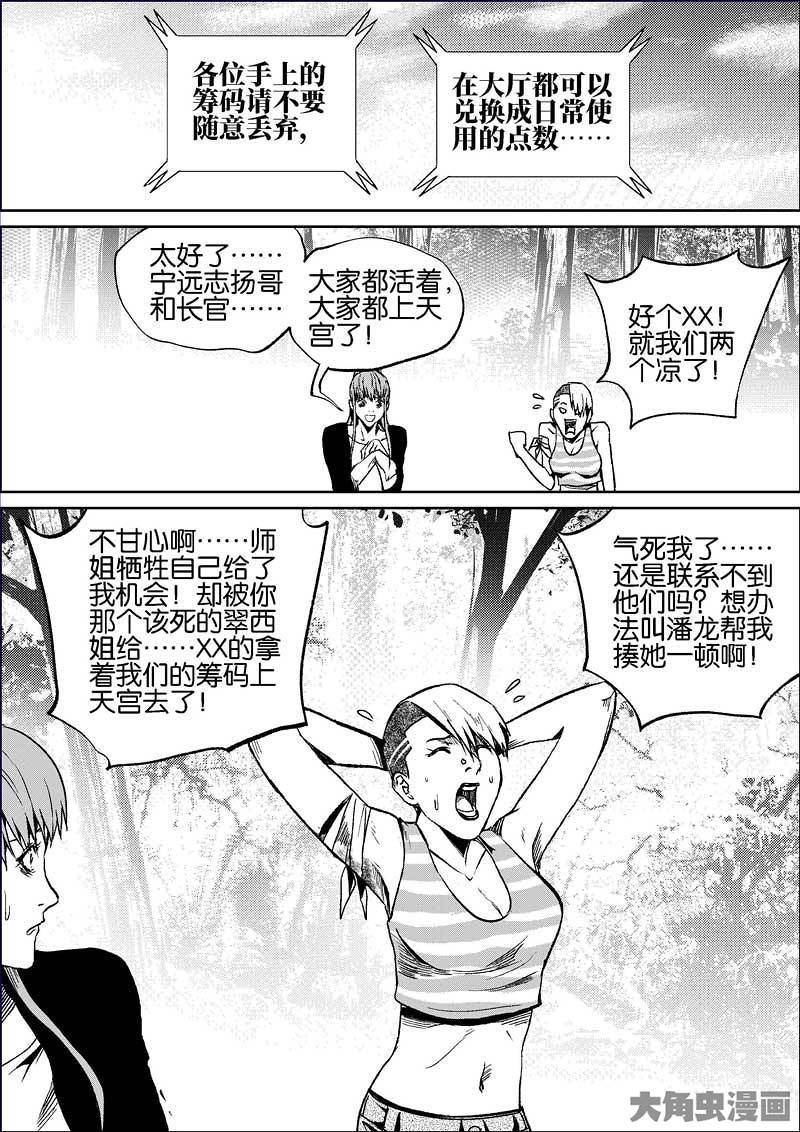 各位手上的
筹码请不要
随意丢弃,
在大厅都可以
兑换成日常使
用的点数……
太好了……
宁远志扬哥
和长官……
大家都活着,
大家都上天
宫了!
好个XX!
就我们两
个凉了!
不甘心啊……师
姐牺牲自己给了
我机会!却被你
那个该死的翠西
姐给……XX的拿
着我们的筹码上
天宫去了!
气死我了……
还是联系不到
他们吗?想办
法叫潘龙帮我
揍她一顿啊!
大角虫漫画